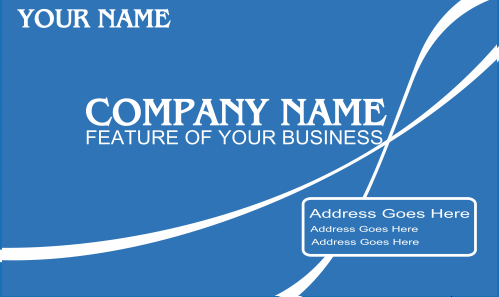 YOUR NAME
COMPANY NAME
FEATURE OF YOUR BUSINESS
Address Goes Here
Address Goes Here
Address Goes Here